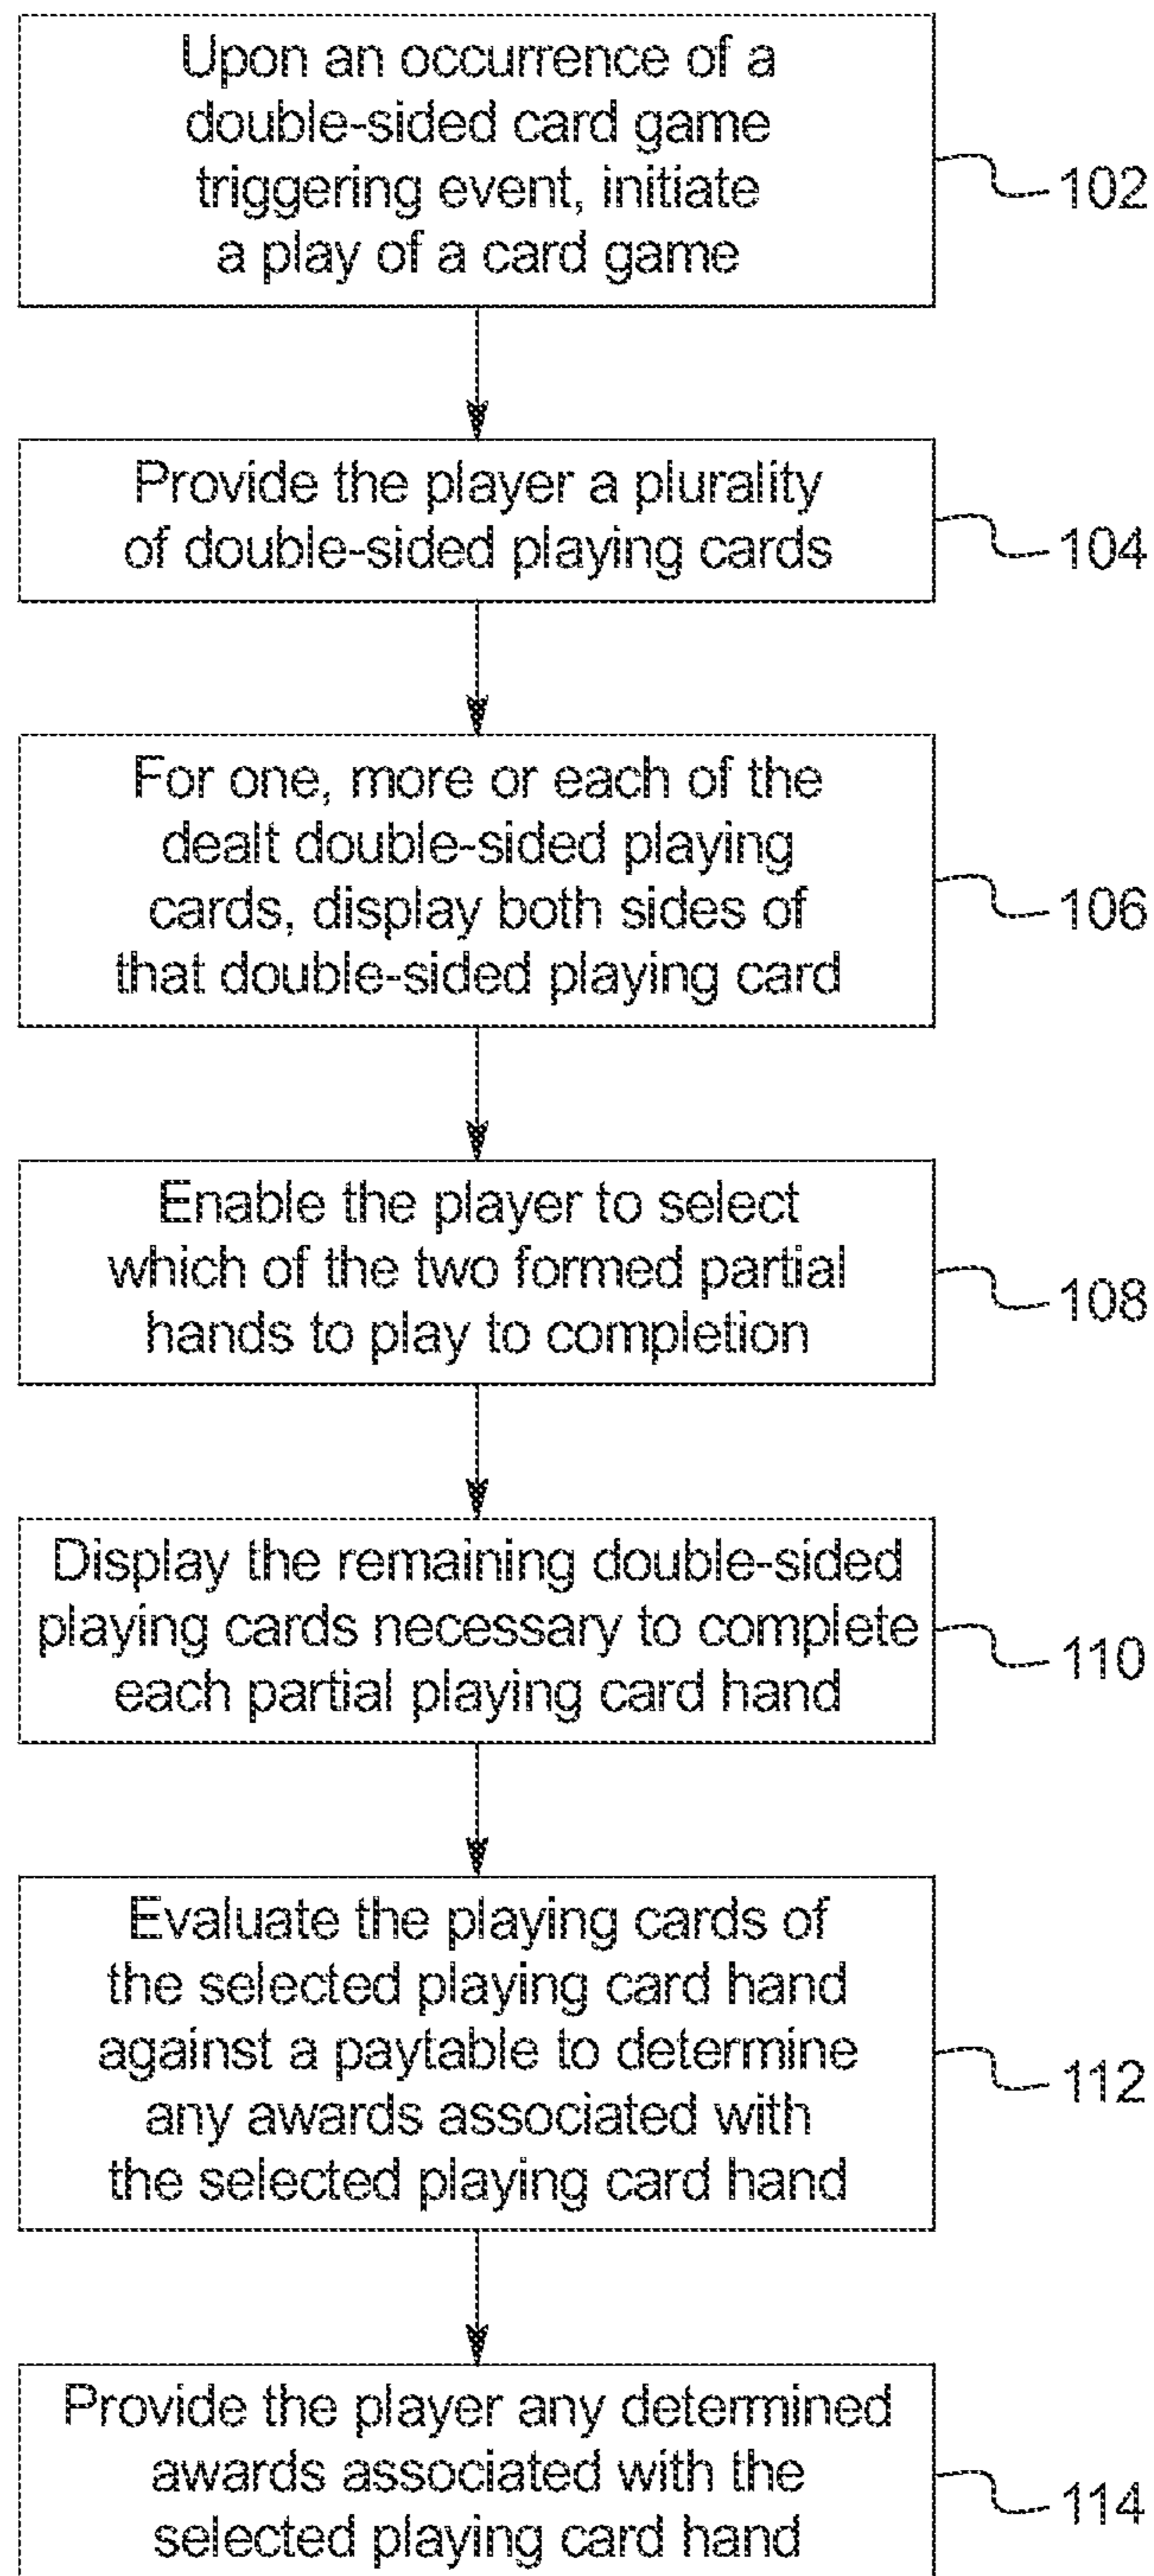 Upon an occurrence of a
double-sided card game
triggering event, initiate
a play of a card game
102
Provide the player a plurality
of double-sided playing cards
104
For one, more or each of the
dealt double-sided playing
cards, display both sides of
that double-sided playing card
106
Enable the player to select
which of the two formed partial
hands to play to completion
108
Display the remaining double-sided
playing cards necessary to complete
each partial playing card hand
110
Evaluate the playing cards of
the selected playing card hand
against a paytable to determine
any awards associated with
the selected playing card hand
112
Provide the player any determined
awards associated with the
selected playing card hand
114